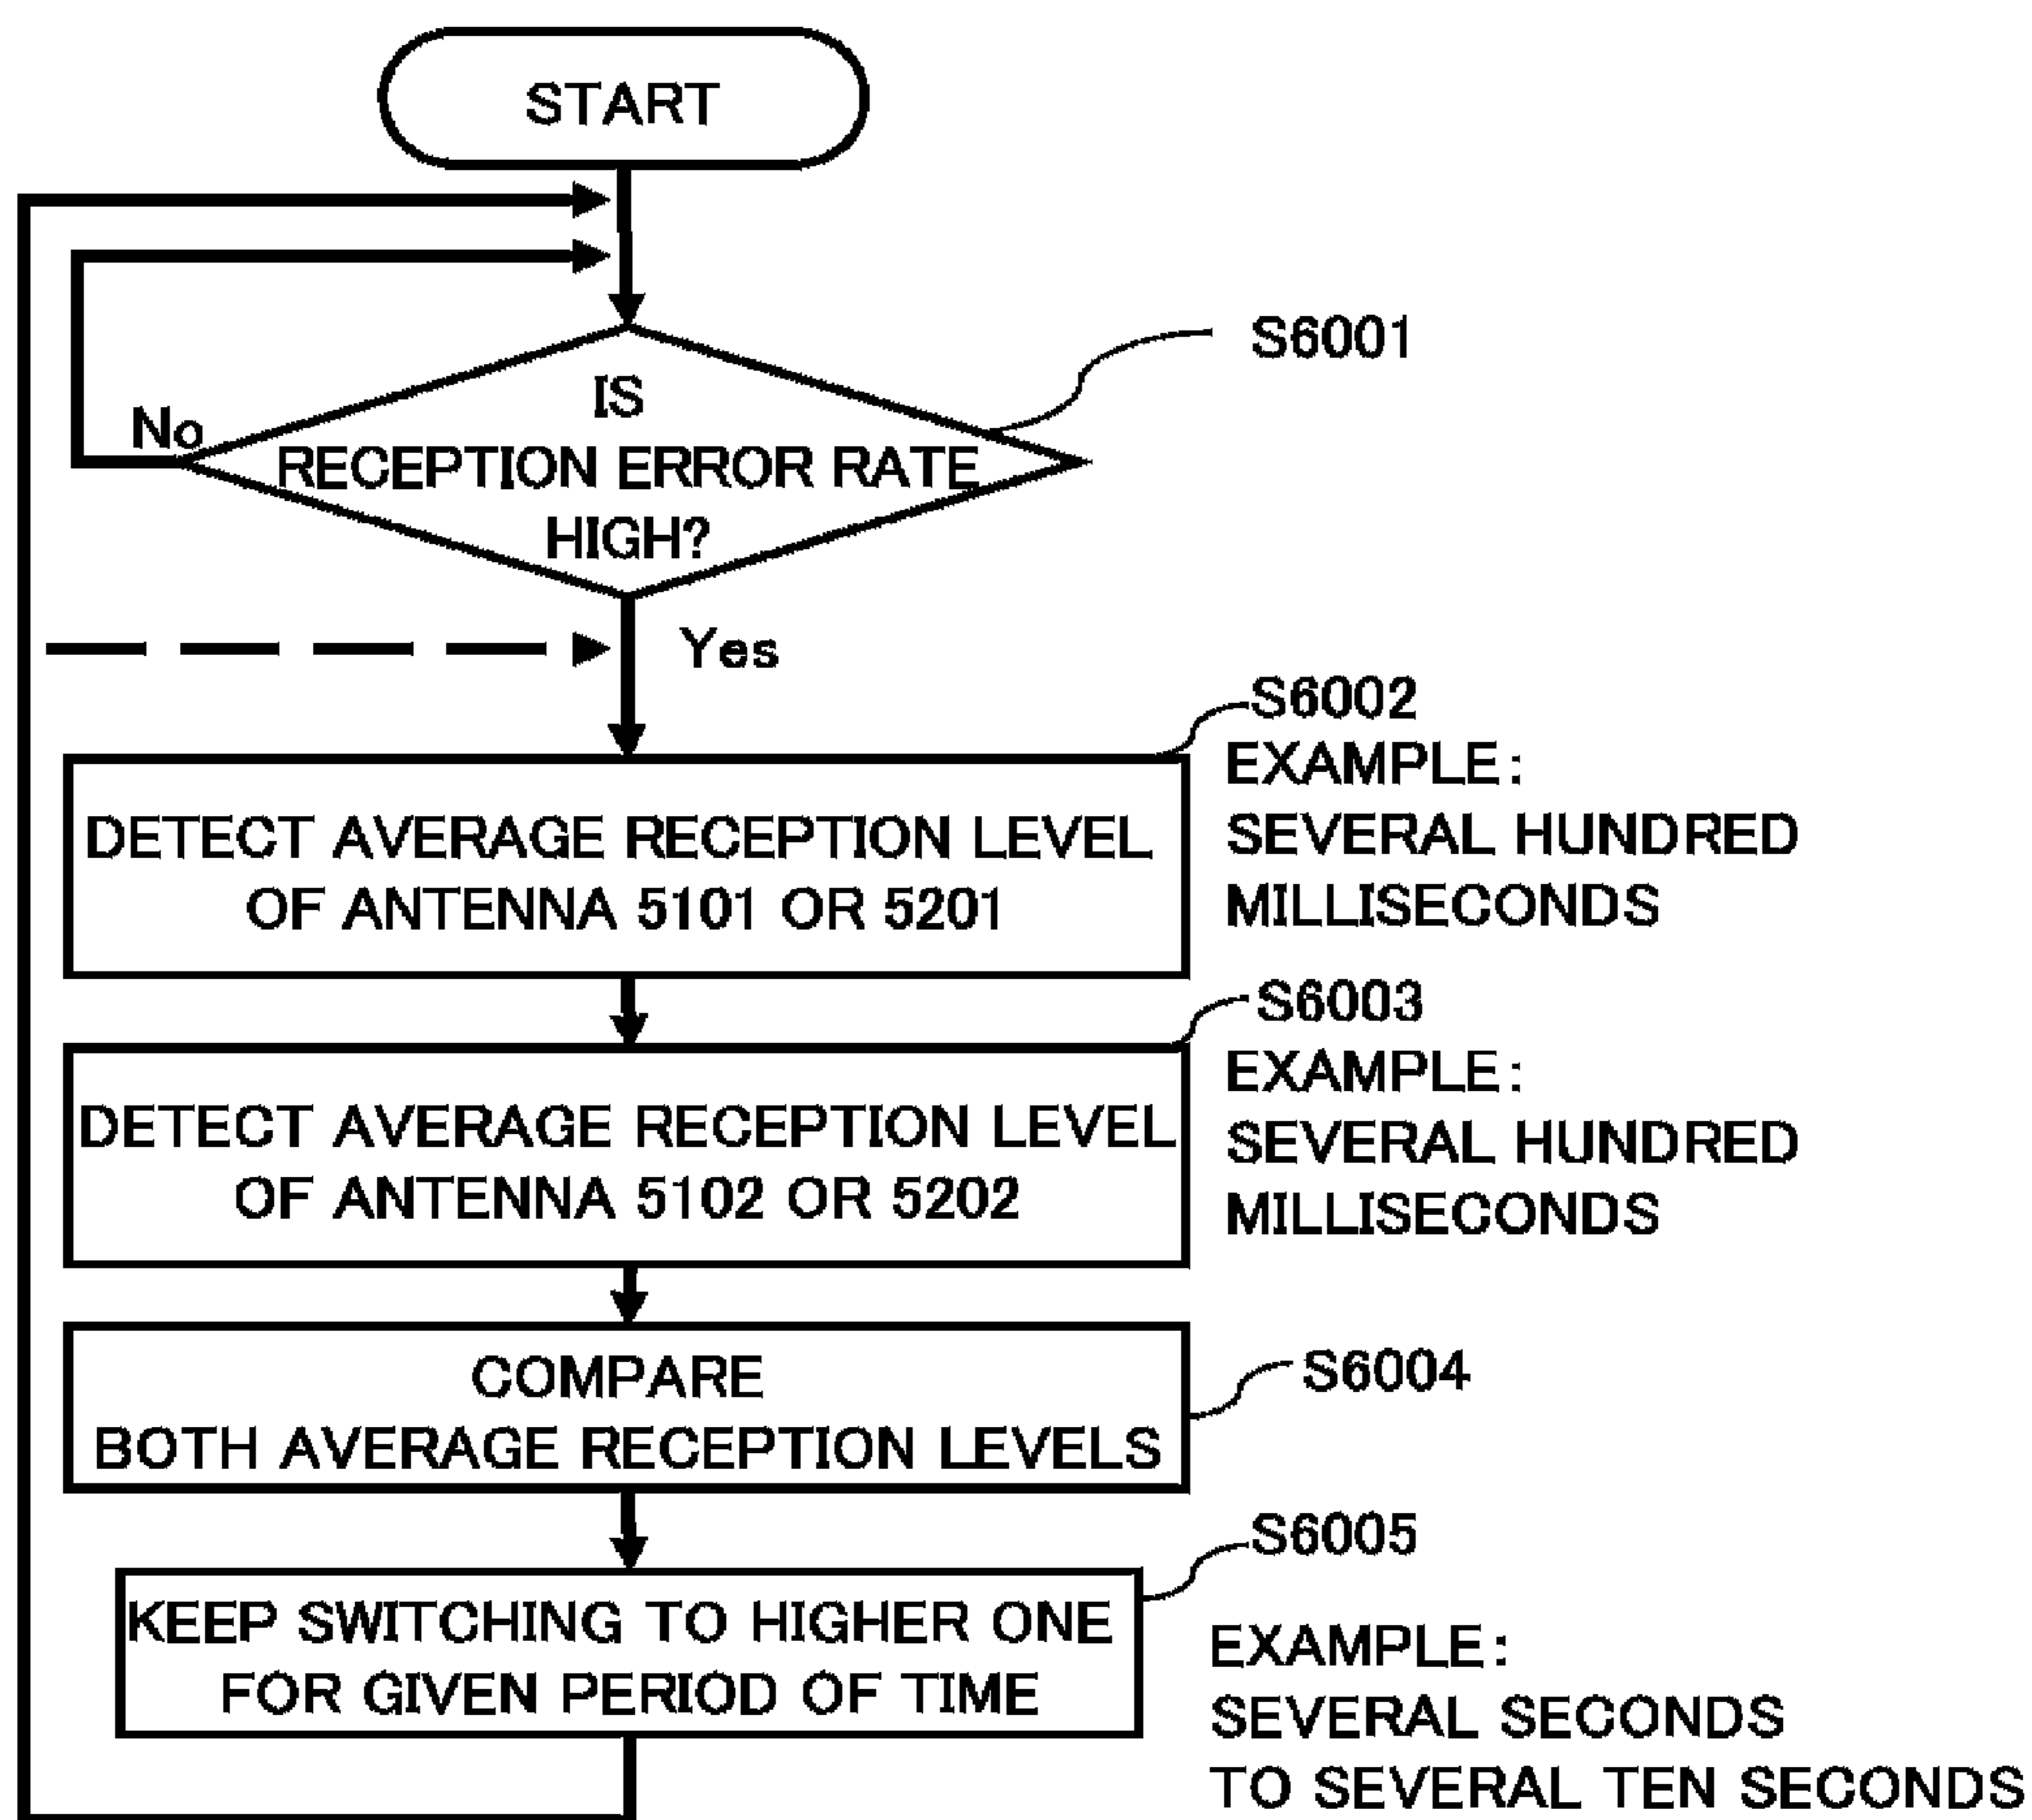 START
S6001
IS
RECEPTION ERROR RATE
HIGH?
No
Yes
S6002
DETECT AVERAGE RECEPTION LEVEL
OF ANTENNA 5101 OR 5201
EXAMPLE:
SEVERAL HUNDRED
MILLISECONDS
S6003
DETECT AVERAGE RECEPTION LEVEL
OF ANTENNA 5102 OR 5202
EXAMPLE:
SEVERAL HUNDRED
MILLISECONDS
COMPARE
BOTH AVERAGE RECEPTION LEVELS
S6004
S6005
KEEP SWITCHING TO HIGHER ONE
FOR GIVEN PERIOD OF TIME
EXAMPLE:
SEVERAL SECONDS
TO SEVERAL TEN SECONDS